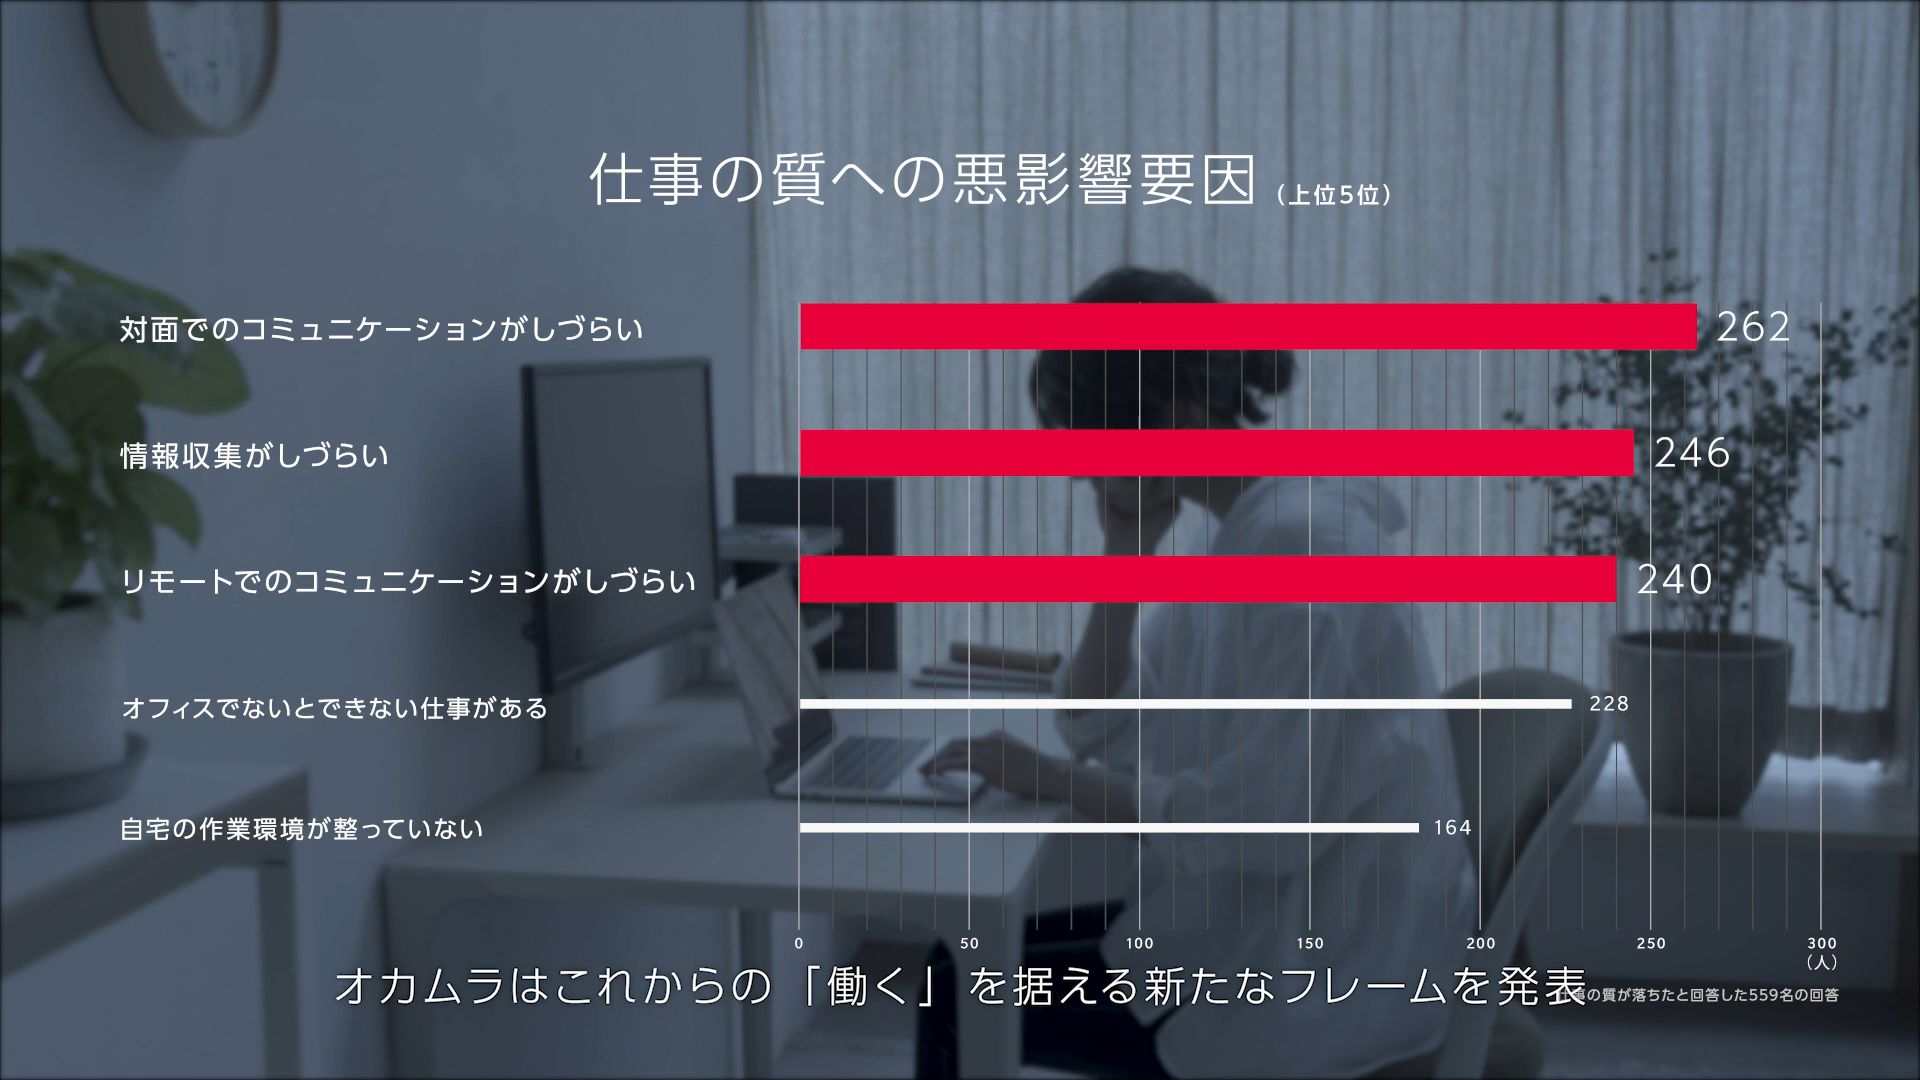 仕事の質への悪影響要因（上位5位）
対面でのコミュニケーションがしづらい 262
情報収集がしづらい 246
リモートでのコミュニケーションがしづらい 240
オフィスでないとできない仕事がある 228
自宅の作業環境が整っていない 164
0 50 100 150 200 250 300
（人）
オカムラはこれからの「働く」を据える新たなフレームを発表
の質が落ちたと回答した559名の回答